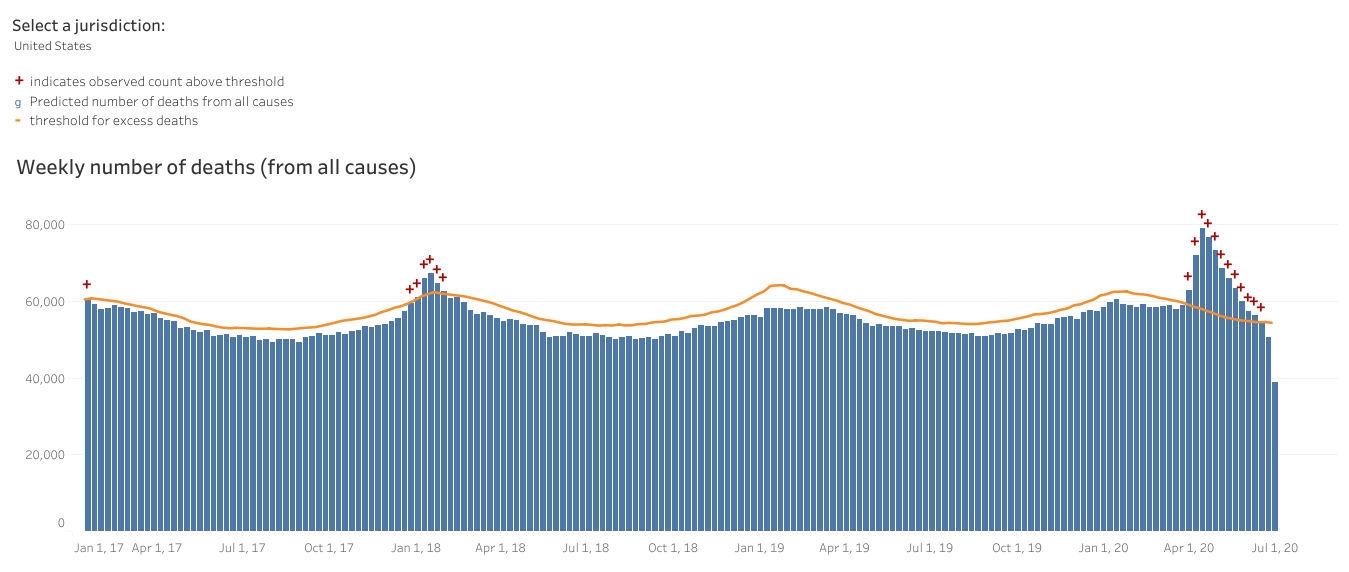 Select a jurisdiction:
United States
+ indicates observed count above threshold
g Predicted number of deaths from all causes
- threshold for excess deaths
Weekly number of deaths (from all causes)
80,000
60,000
40,000
20,000
0
Jan 1, 17 Apr 1, 17 Jul 1, 17 Oct 1, 17 Jan 1, 18 Apr 1, 18 Jul 1, 18 Oct 1, 18 Jan 1, 19 Apr 1, 19 Jul 1, 19 Oct 1, 19 Jan 1, 20 Apr 1, 20 Jul 1, 20